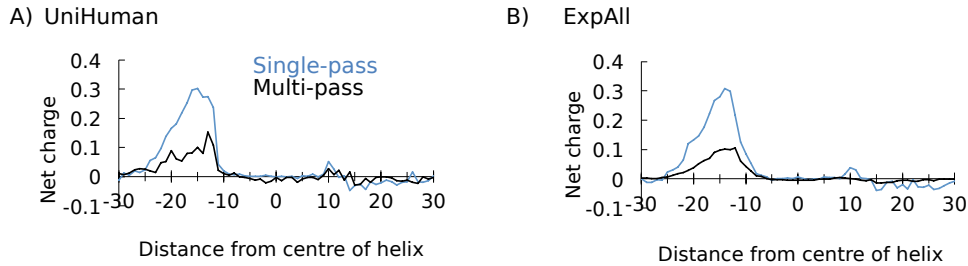 A) UniHuman
0.4
0.3
0.2
0.1
0
-0.1
Net charge
Single-pass
Multi-pass
-30 -20 -10 0 10 20 30
Distance from centre of helix
B) ExpAll
0.4
0.3
0.2
0.1
0
-0.1
Net charge
-30 -20 -10 0 10 20 30
Distance from centre of helix